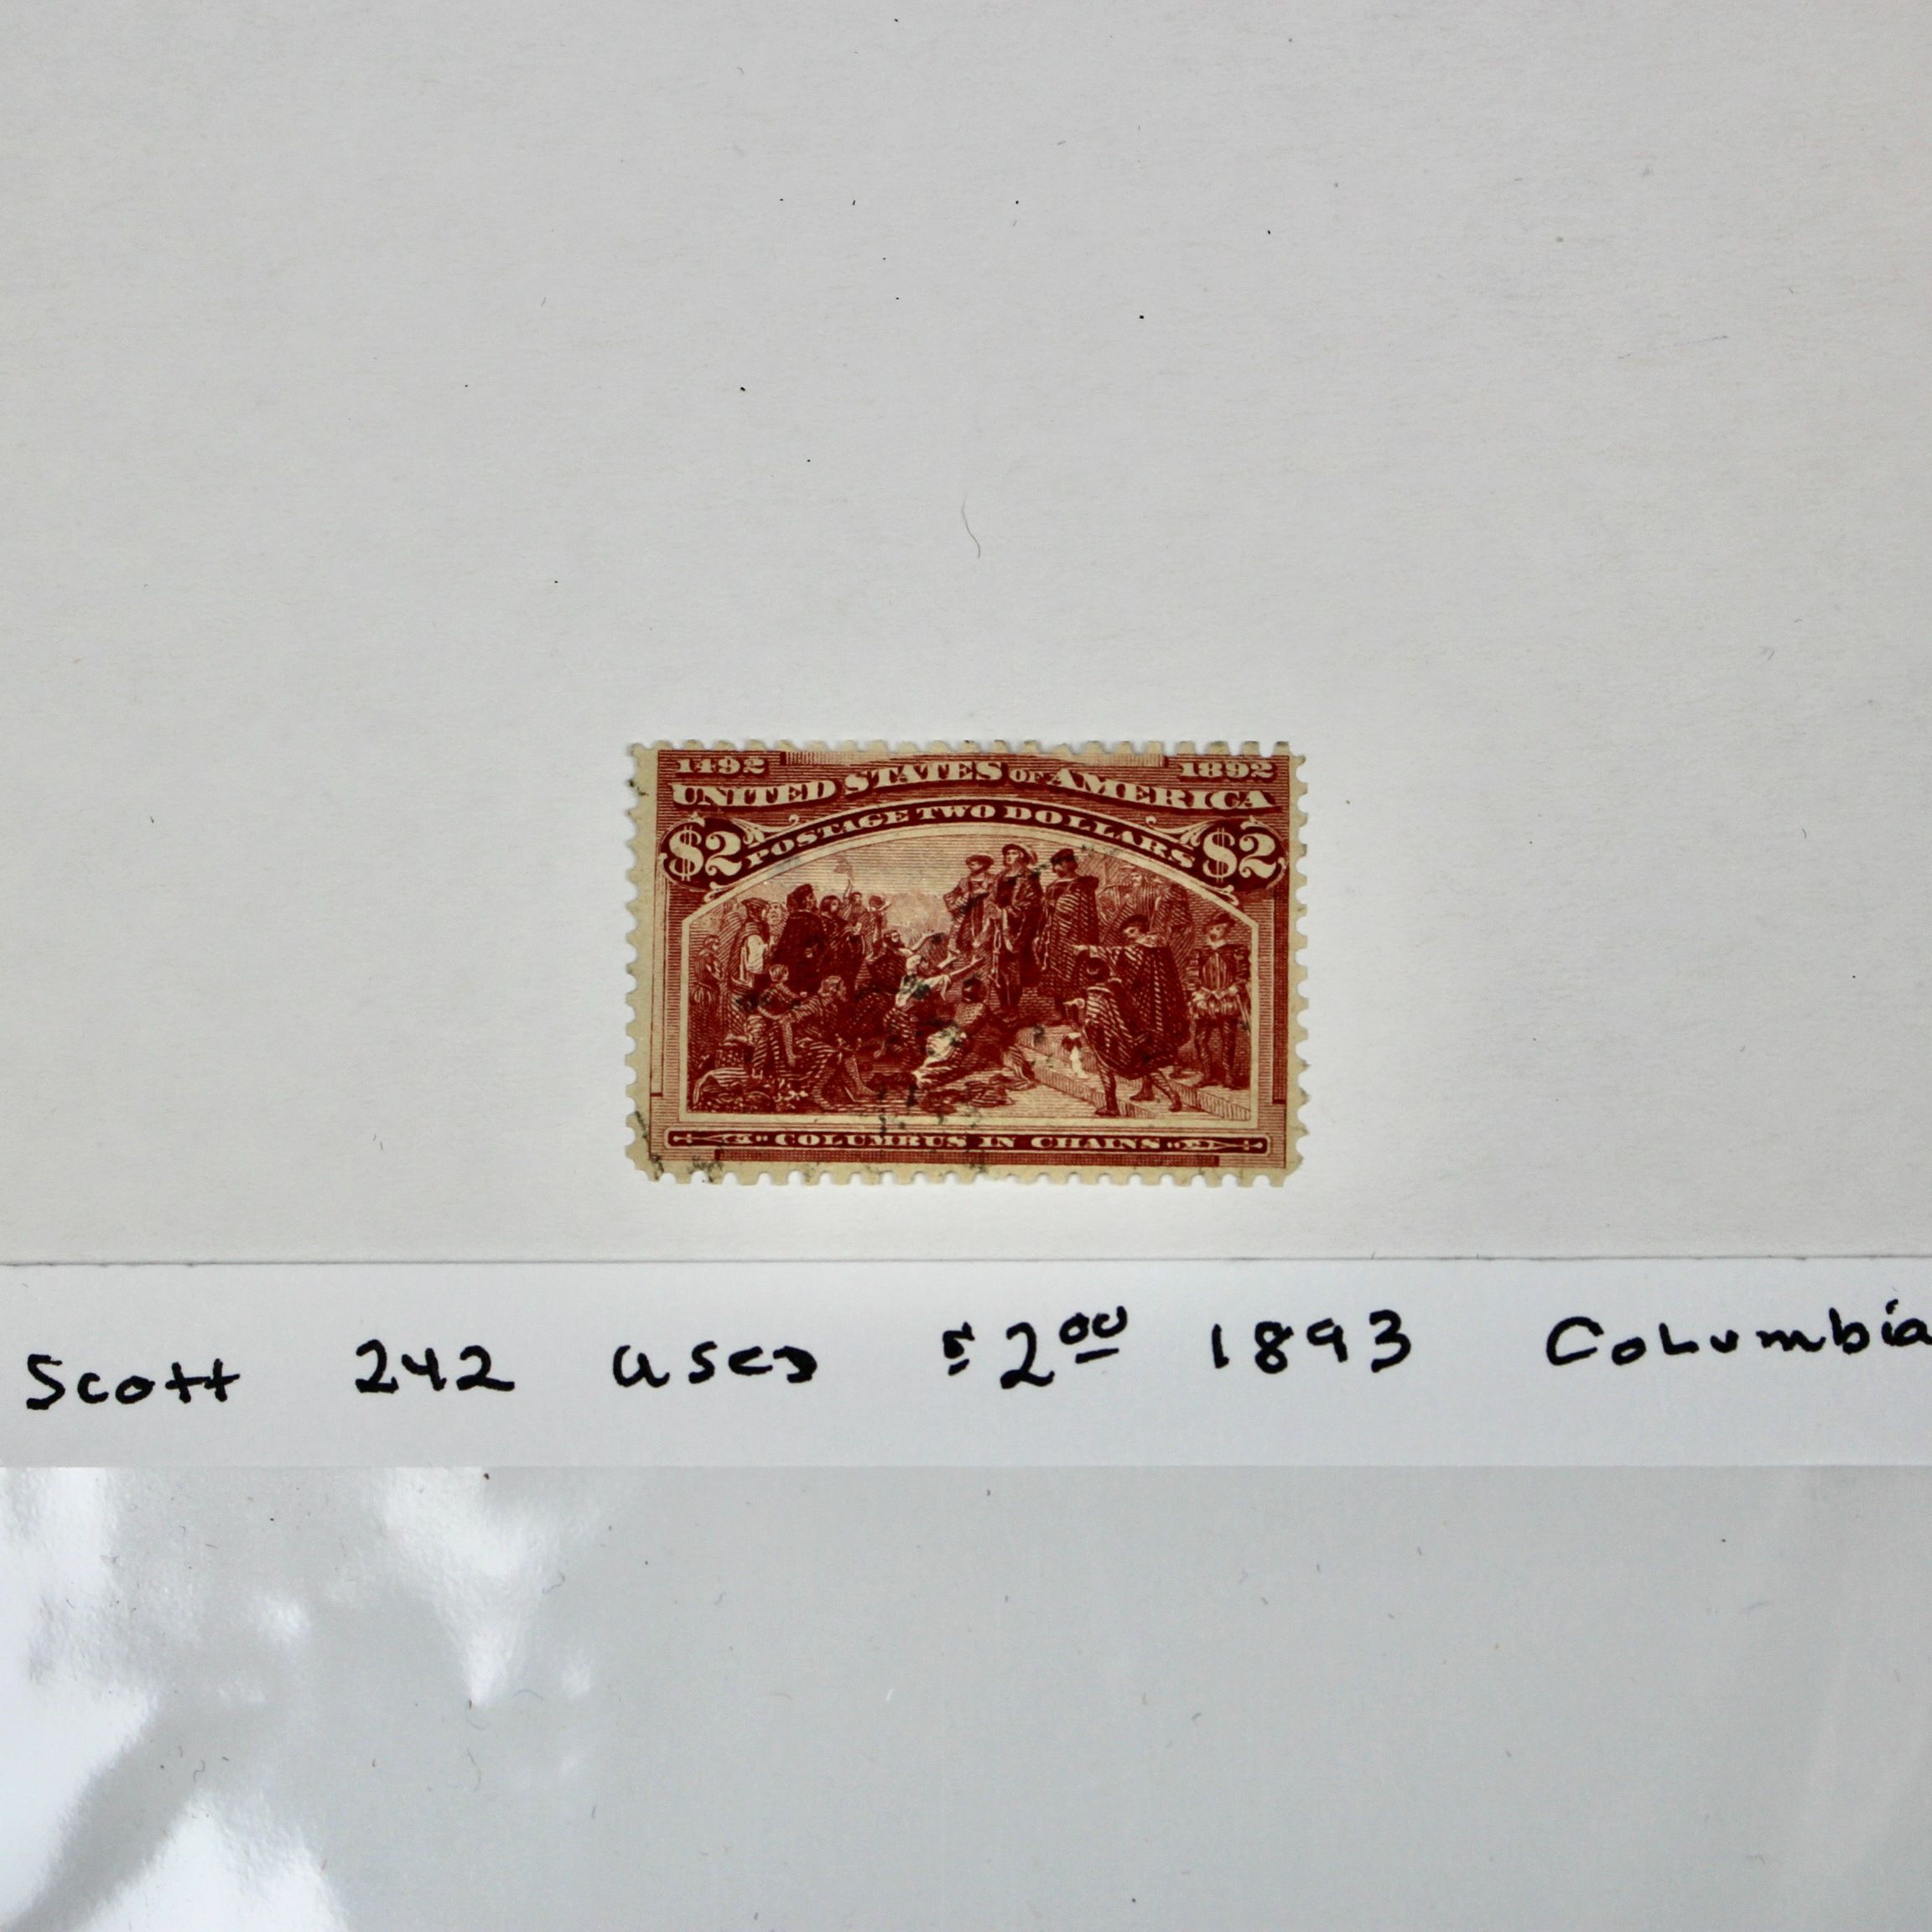 1492 1892
UNITED STATES OF AMERICA
$2 POSTAGE TWO DOLLARS $2
"COLUMBUS IN CHAINS"
Scott 242 used $2.00 1893 Columbia